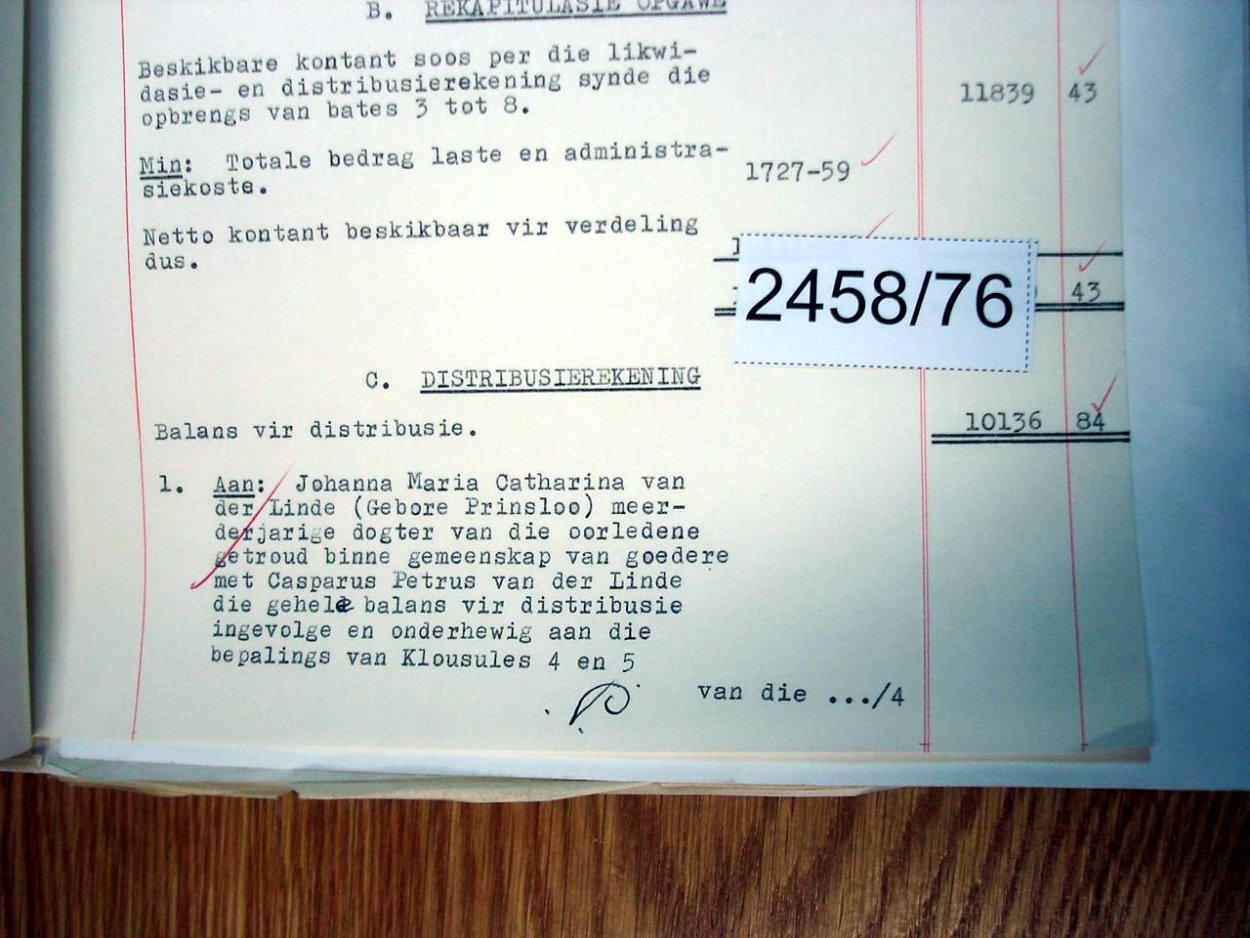 B. REKAPITULASIE OPGAWE
Beskikbare kontant soos per die likwi-
dasie- en distribusierekening synde die
opbrengs van bates 3 tot 8. 11839 43
Min: Totale bedrag laste en administra-
siekoste. 1727-59
Netto kontant beskikbaar vir verdeling
dus.
43
2458/76
C. DISTRIBUSIEREKENING
Balans vir distribusie. 10136 84
1. Aan: Johanna Maria Catharina van
der Linde (Gebore Prinsloo) meer-
derjarige dogter van die oorledene
getroud binne gemeenskap van goedere
met Casparus Petrus van der Linde
die gehele balans vir distribusie
ingevolge en onderhewig aan die
bepalings van Klousules 4 en 5
van die .../4